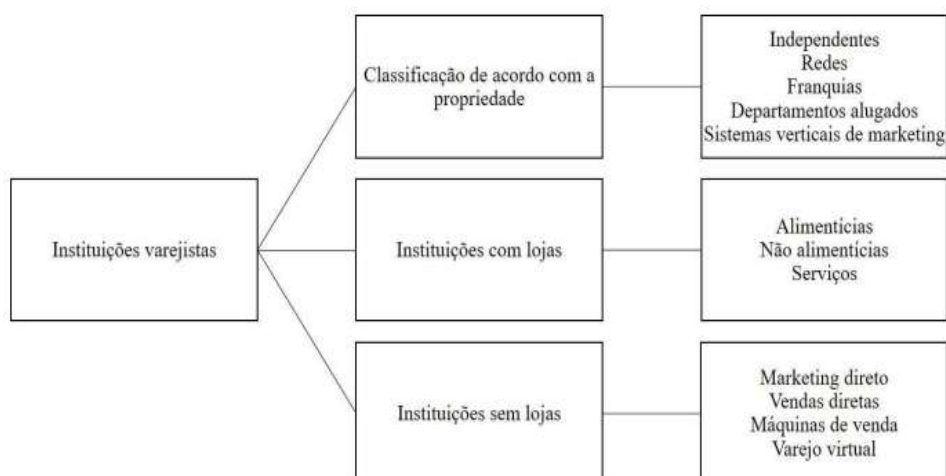 Instituições varejistas
Classificação de acordo com a
propriedade
Independentes
Redes
Franquias
Departamentos alugados
Sistemas verticais de marketing
Instituições com lojas
Alimentícias
Não alimentícias
Serviços
Instituições sem lojas
Marketing direto
Vendas diretas
Máquinas de venda
Varejo virtual